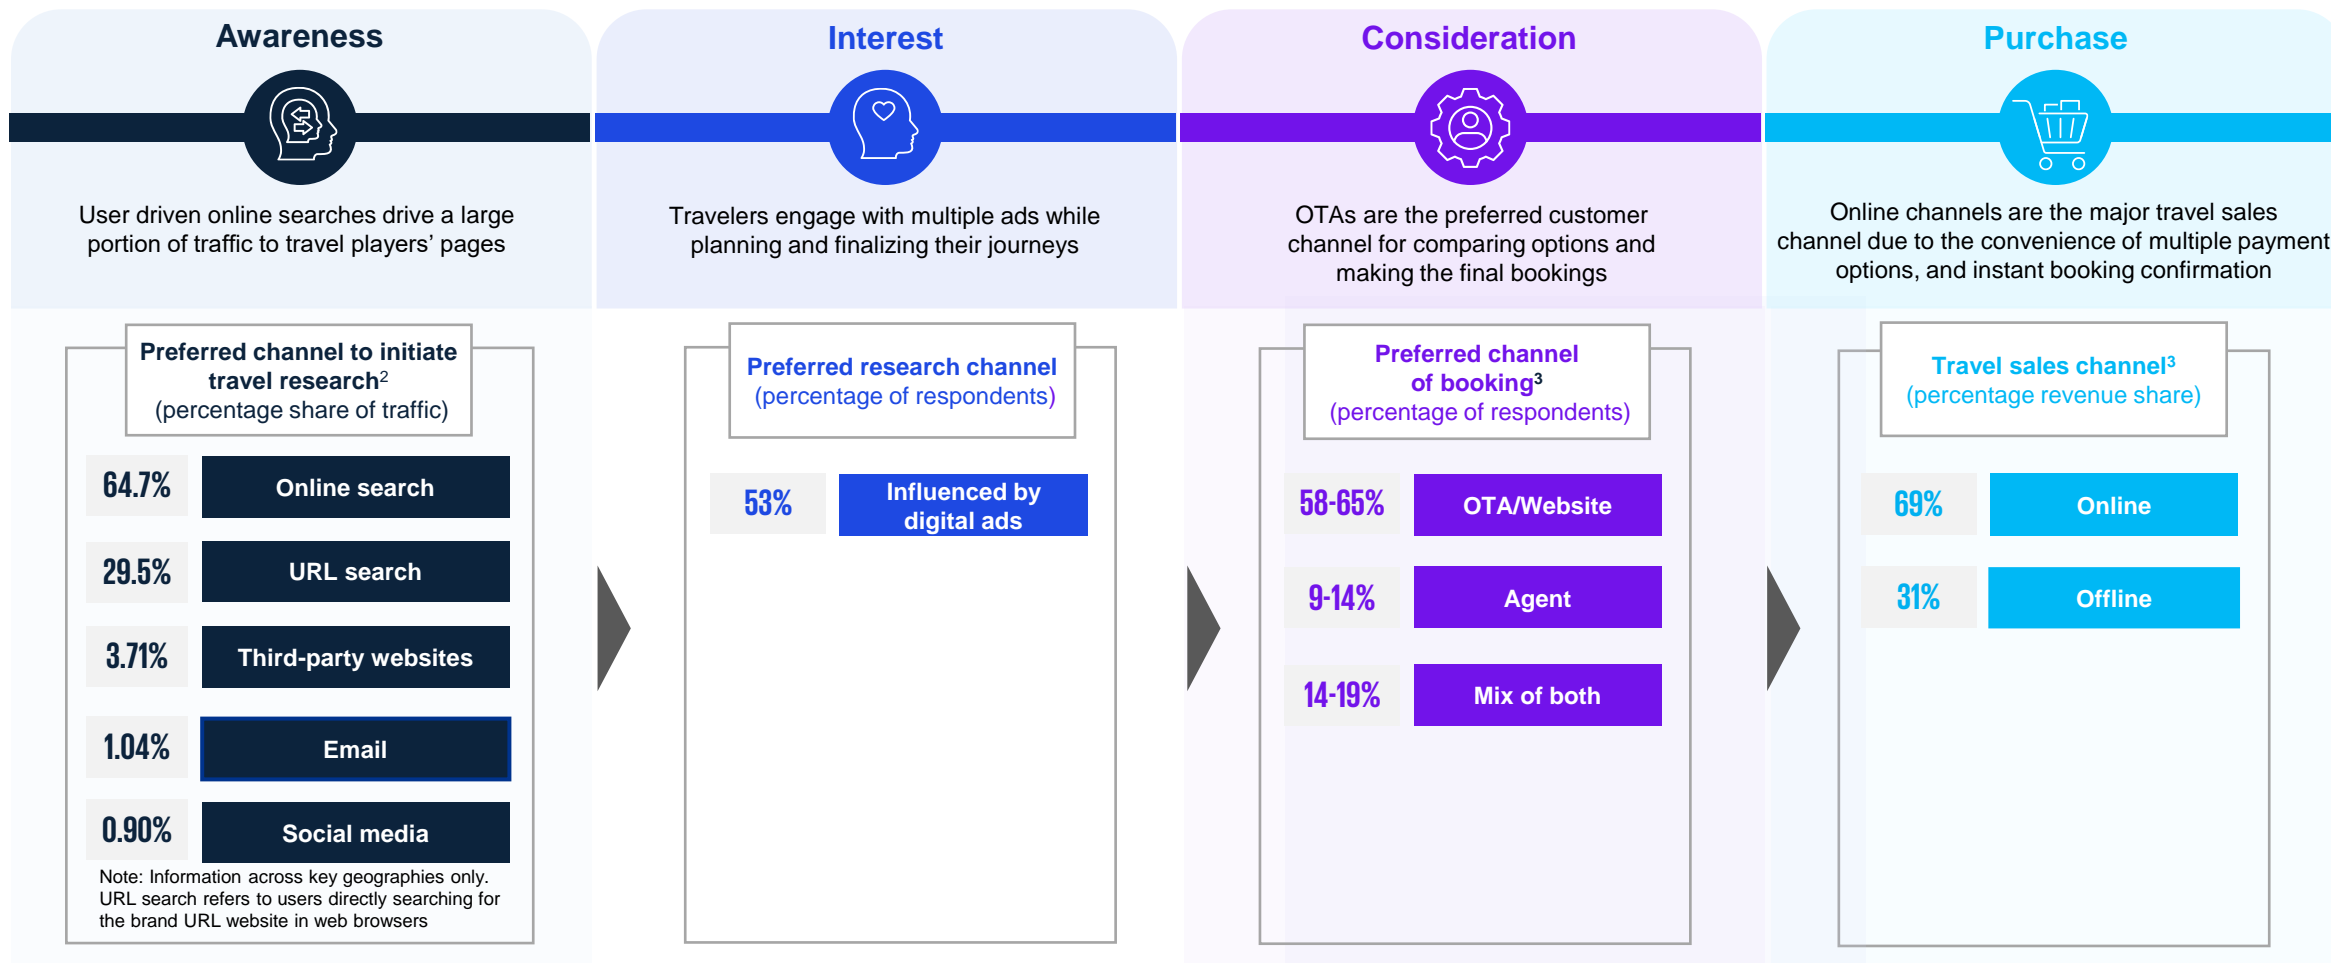 Awareness
User driven online searches drive a large
portion of traffic to travel players’ pages
Preferred channel to initiate
travel research2
(percentage share of traffic)
64.7% Online search
29.5% URL search
3.71% Third-party websites
1.04% Email
0.90% Social media
Note: Information across key geographies only.
URL search refers to users directly searching for
the brand URL website in web browsers
Interest
Travelers engage with multiple ads while
planning and finalizing their journeys
Preferred research channel
(percentage of respondents)
53% Influenced by
digital ads
Consideration
OTAs are the preferred customer
channel for comparing options and
making the final bookings
Preferred channel
of booking3
(percentage of respondents)
58-65% OTA/Website
9-14% Agent
14-19% Mix of both
Purchase
Online channels are the major travel sales
channel due to the convenience of multiple payment
options, and instant booking confirmation
Travel sales channel3
(percentage revenue share)
69% Online
31% Offline